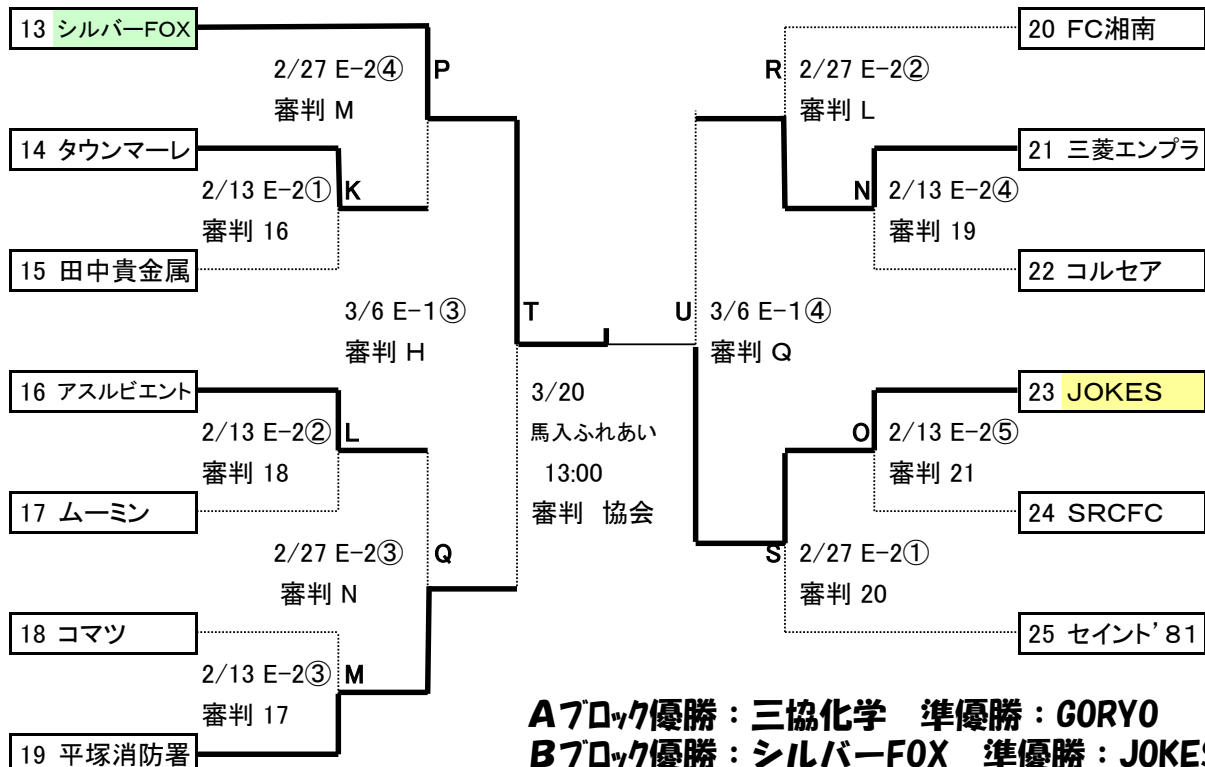 13 シルバーFOX
2/27 E-2④ P
審判 M
14 タウンマーレ
2/13 E-2① K
審判 16
15 田中貴金属
3/6 E-1③ T
審判 H
16 アスルビエント
2/13 E-2② L
審判 18
17 ムーミン
2/27 E-2③ Q
審判 N
18 コマツ
2/13 E-2③ M
審判 17
19 平塚消防署
3/20
馬入ふれあい
13:00
審判 協会
20 FC湘南
R 2/27 E-2②
審判 L
21 三菱エンプラ
N 2/13 E-2④
審判 19
22 コルセア
U 3/6 E-1④
審判 Q
23 JOKES
O 2/13 E-2⑤
審判 21
24 SRCFC
S 2/27 E-2①
審判 20
25 セイント’81
Aブロック優勝:三協化学 準優勝:GORYO
Bブロック優勝:シルバーFOX 準優勝:JOKES